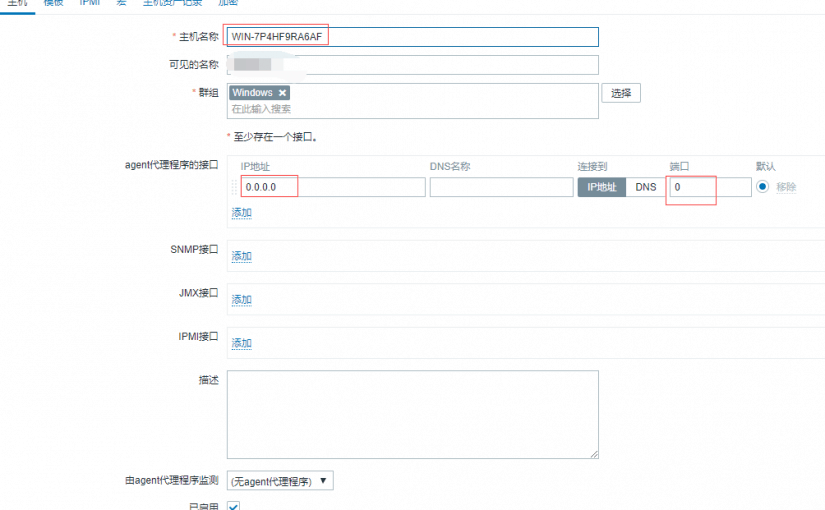 主机 模板 IPMI 宏 主机资产记录 加密
* 主机名称 WIN-7P4HF9RA6AF
可见的名称
* 群组 Windows × 选择
在此输入搜索
* 至少存在一个接口。
agent代理程序的接口 IP地址 DNS名称 连接到 端口 默认
0.0.0.0 IP地址 DNS 0 移除
添加
SNMP接口 添加
JMX接口 添加
IPMI接口 添加
描述
由agent代理程序监测 (无agent代理程序) ▼
已启用